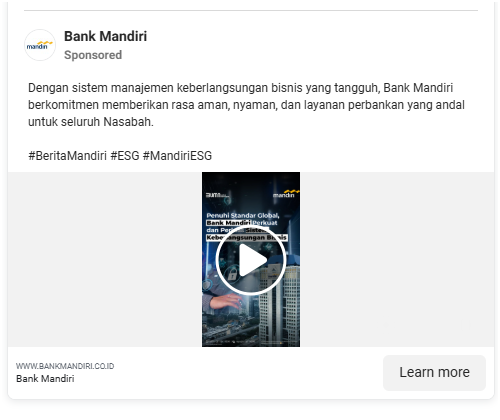 mandiri
Bank Mandiri
Sponsored
Dengan sistem manajemen keberlangsungan bisnis yang tangguh, Bank Mandiri
berkomitmen memberikan rasa aman, nyaman, dan layanan perbankan yang andal
untuk seluruh Nasabah.
#BeritaMandiri #ESG #MandiriESG
BUMN
mandiri
Penuhi Standar Global,
Bank Mandiri Perkuat
dan Sistem
Keberlangsungan Bisnis
WWW.BANKMANDIRI.CO.ID
Bank Mandiri
Learn more